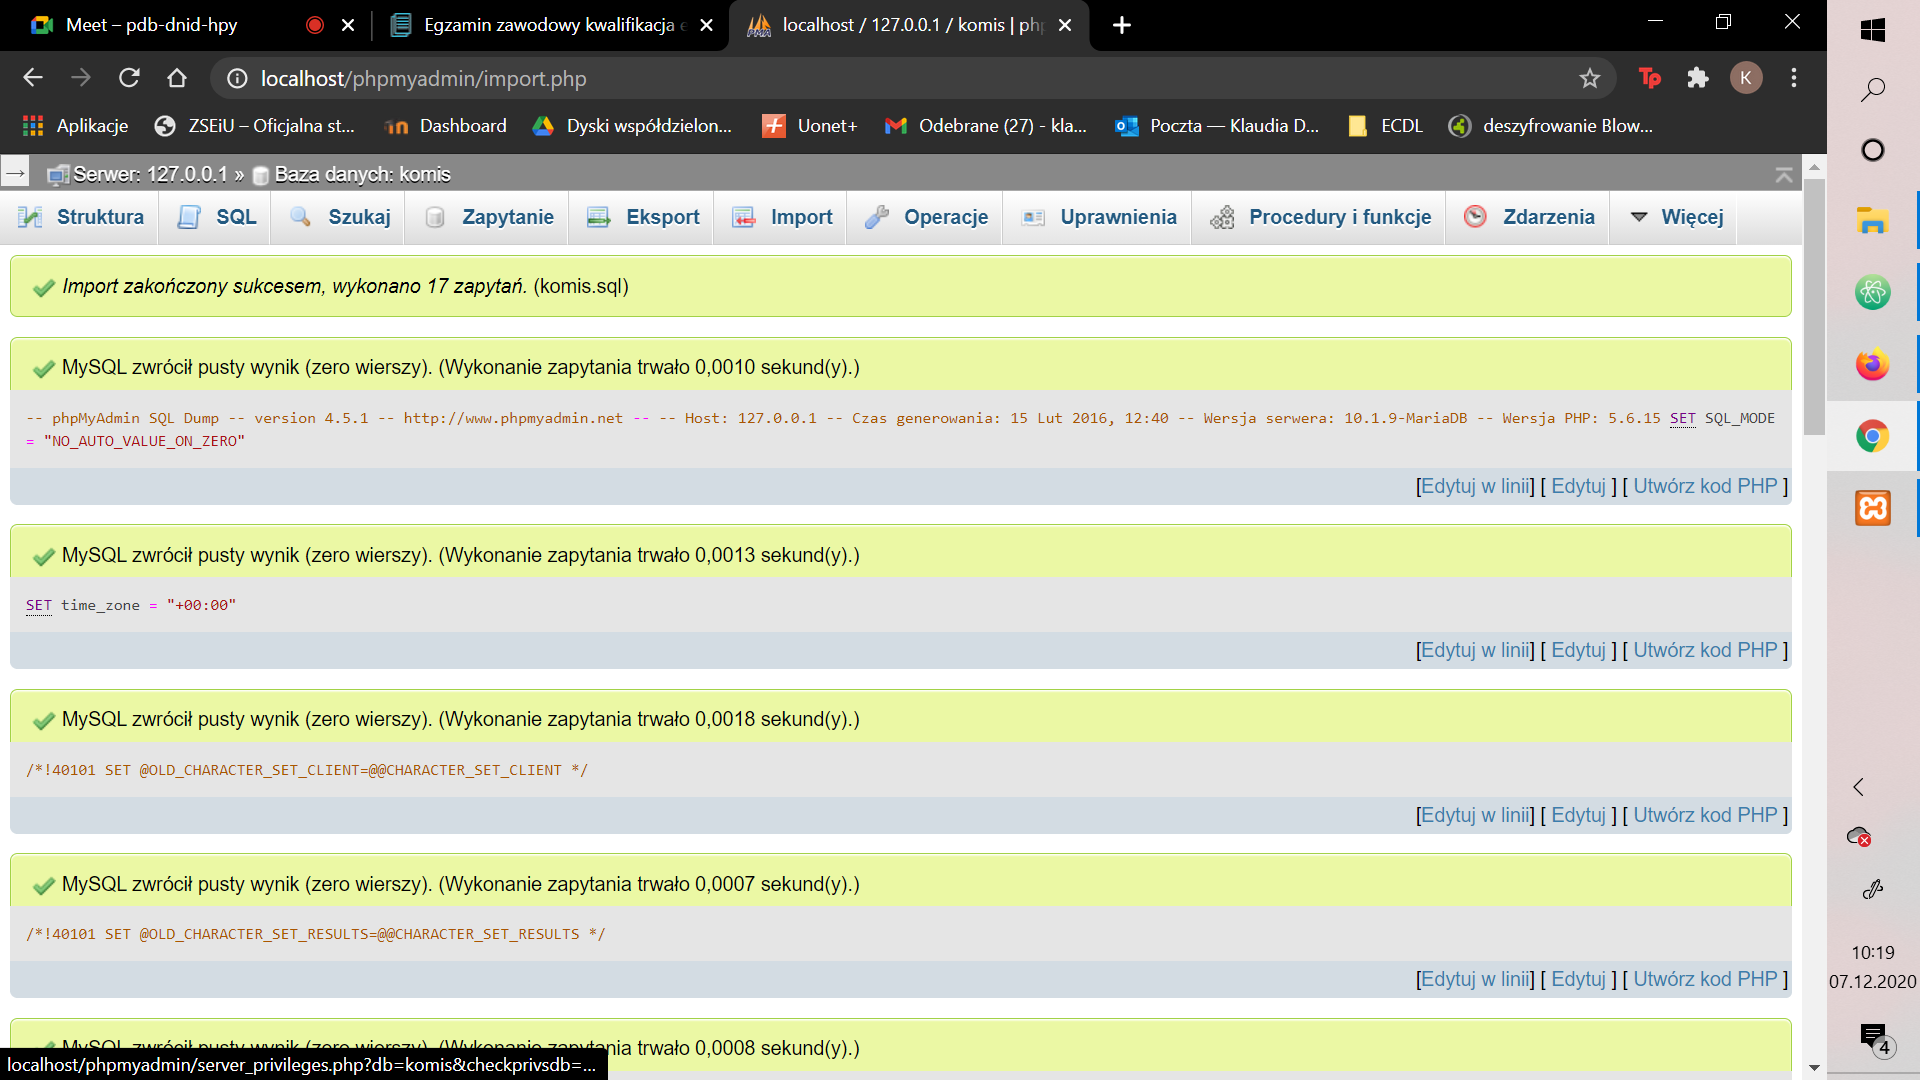 Meet – pdb-dnid-hpy
Egzamin zawodowy kwalifikacja e
localhost / 127.0.0.1 / komis | php
localhost/phpmyadmin/import.php
K
Aplikacje
ZSEiU – Oficjalna st...
Dashboard
Dyski współdzielon...
Uonet+
Odebrane (27) - kla...
Poczta — Klaudia D...
ECDL
deszyfrowanie Blow...
Serwer: 127.0.0.1 » Baza danych: komis
Struktura
SQL
Szukaj
Zapytanie
Eksport
Import
Operacje
Uprawnienia
Procedury i funkcje
Zdarzenia
Więcej
Import zakończony sukcesem, wykonano 17 zapytań. (komis.sql)
MySQL zwrócił pusty wynik (zero wierszy). (Wykonanie zapytania trwało 0,0010 sekund(y).)
-- phpMyAdmin SQL Dump -- version 4.5.1 -- http://www.phpmyadmin.net -- -- Host: 127.0.0.1 -- Czas generowania: 15 Lut 2016, 12:40 -- Wersja serwera: 10.1.9-MariaDB -- Wersja PHP: 5.6.15 SET SQL_MODE
= "NO_AUTO_VALUE_ON_ZERO"
[Edytuj w linii] [ Edytuj ] [ Utwórz kod PHP ]
MySQL zwrócił pusty wynik (zero wierszy). (Wykonanie zapytania trwało 0,0013 sekund(y).)
SET time_zone = "+00:00"
[Edytuj w linii] [ Edytuj ] [ Utwórz kod PHP ]
MySQL zwrócił pusty wynik (zero wierszy). (Wykonanie zapytania trwało 0,0018 sekund(y).)
/*!40101 SET @OLD_CHARACTER_SET_CLIENT=@@CHARACTER_SET_CLIENT */
[Edytuj w linii] [ Edytuj ] [ Utwórz kod PHP ]
MySQL zwrócił pusty wynik (zero wierszy). (Wykonanie zapytania trwało 0,0007 sekund(y).)
/*!40101 SET @OLD_CHARACTER_SET_RESULTS=@@CHARACTER_SET_RESULTS */
[Edytuj w linii] [ Edytuj ] [ Utwórz kod PHP ]
MySQL zwrócił pusty wynik (zero wierszy). (Wykonanie zapytania trwało 0,0008 sekund(y).)
localhost/phpmyadmin/server_privileges.php?db=komis&checkprivsdb=...
10:19
07.12.2020
4